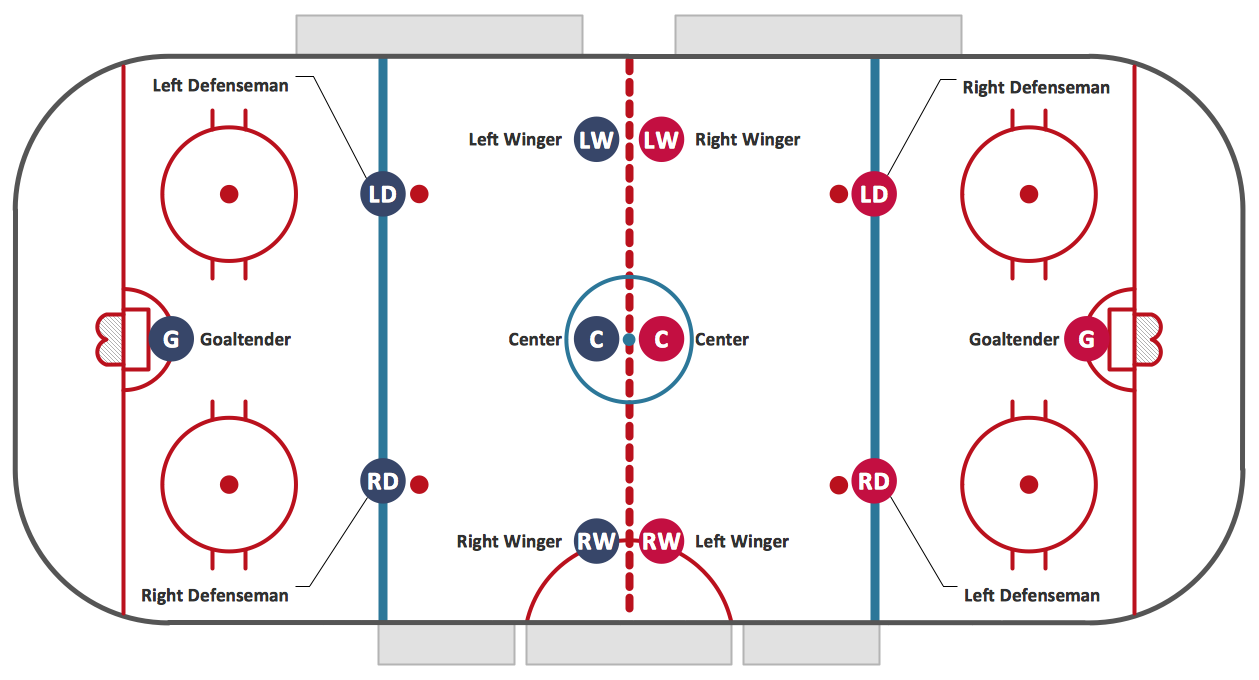 Left Defenseman
Right Defenseman
Left Winger
LW
LW
Right Winger
LD
LD
G
Goaltender
Center
C
C
Center
Goaltender
G
RD
RD
Right Winger
RW
RW
Left Winger
Right Defenseman
Left Defenseman